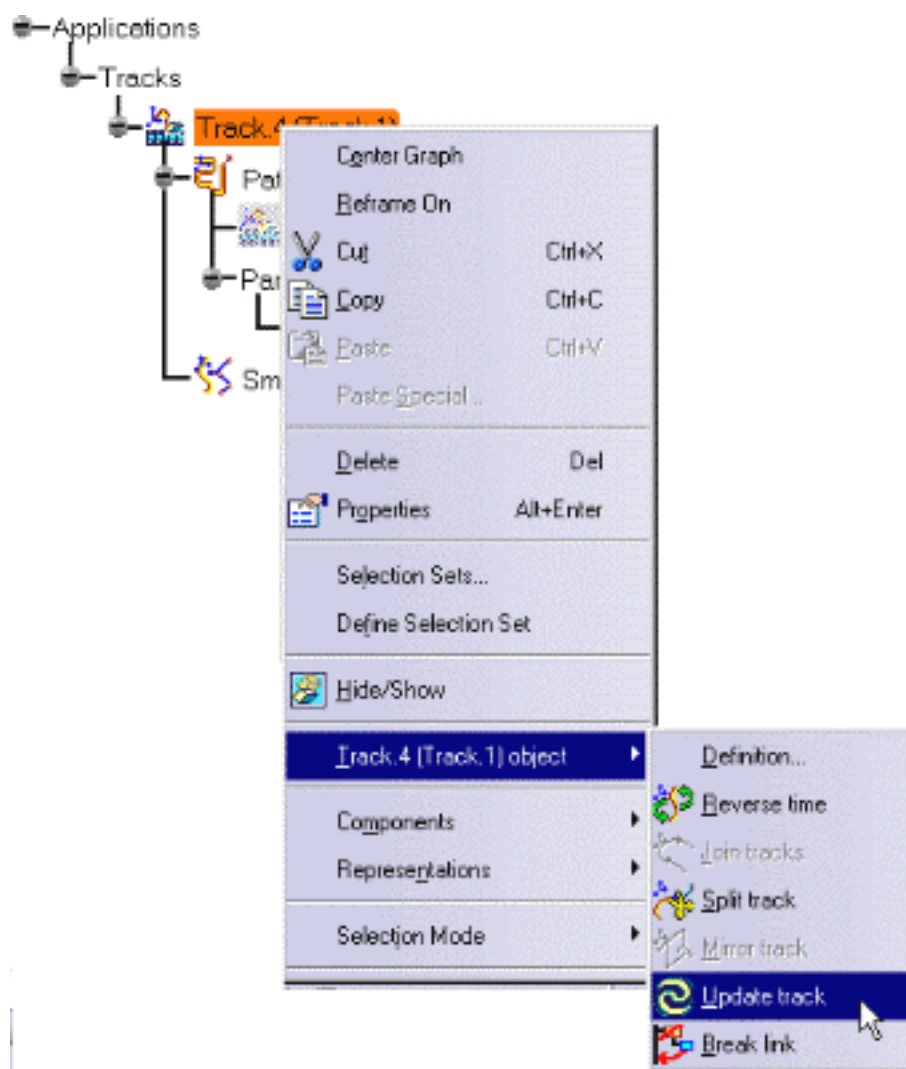 Applications
Tracks
Track.4 (Track.1)
Pat
Par
Sm
Center Graph
Reframe On
Cut Ctrl+X
Copy Ctrl+C
Paste Ctrl+V
Paste Special...
Delete Del
Properties Alt+Enter
Selection Sets...
Define Selection Set
Hide/Show
Track.4 (Track.1) object
Components
Representations
Selection Mode
Definition...
Reverse time
Join tracks
Split track
Mirror track
Update track
Break link